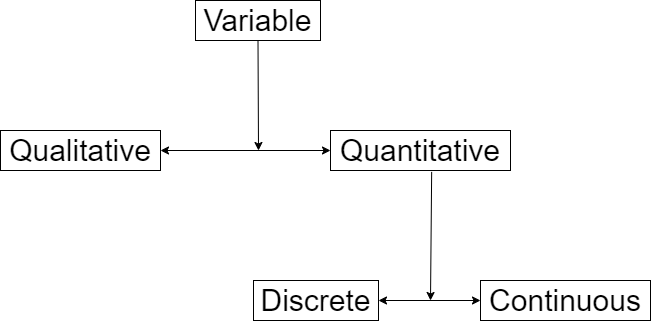 Variable
Qualitative
Quantitative
Discrete
Continuous